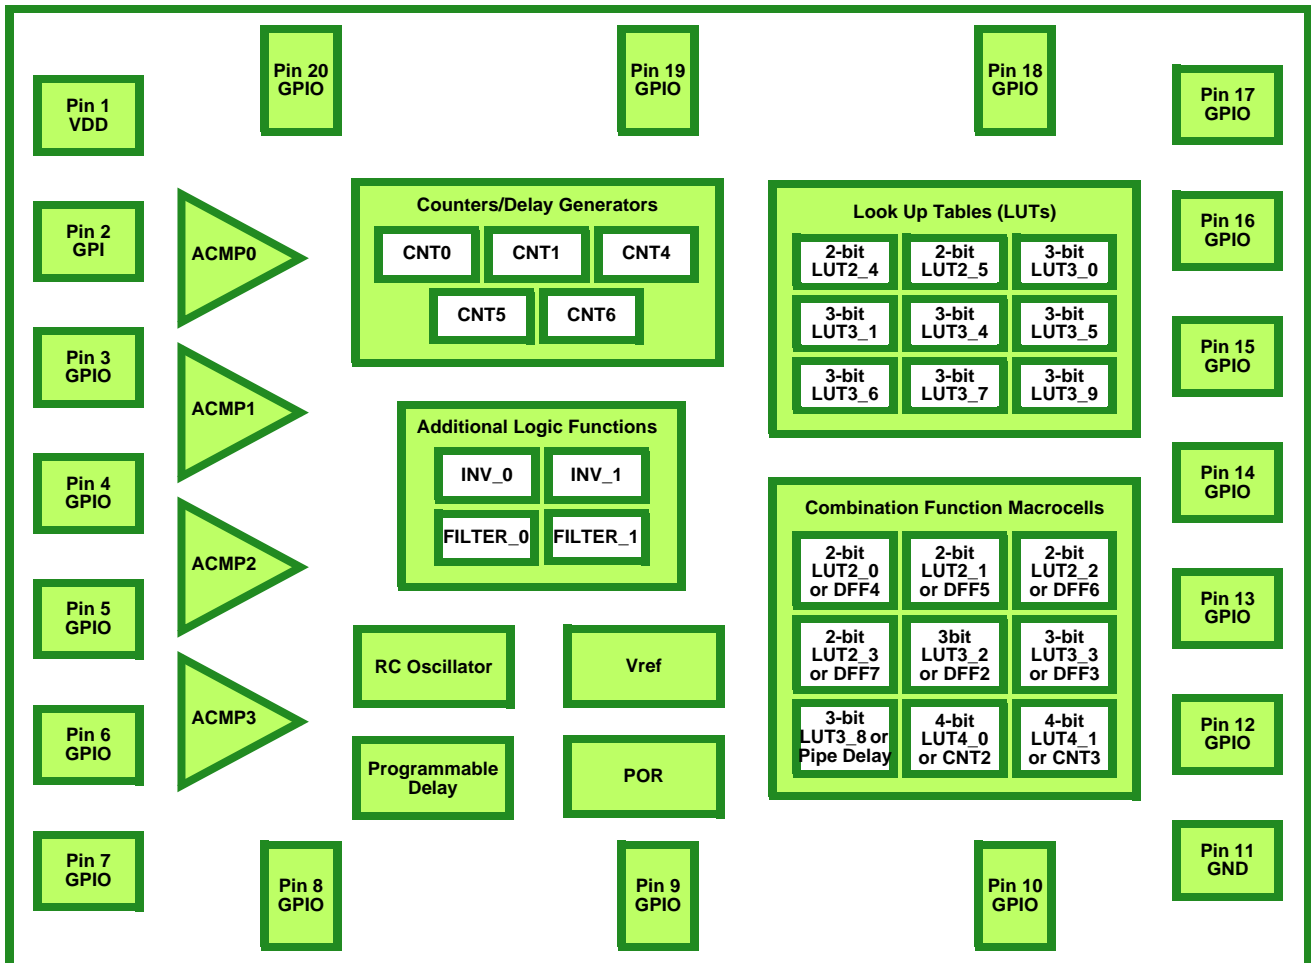 Pin 20
GPIO
Pin 19
GPIO
Pin 18
GPIO
Pin 1
VDD
Pin 17
GPIO
Pin 2
GPI
Pin 16
GPIO
Pin 3
GPIO
Pin 15
GPIO
Pin 4
GPIO
Pin 14
GPIO
Pin 5
GPIO
Pin 13
GPIO
Pin 6
GPIO
Pin 12
GPIO
Pin 7
GPIO
Pin 11
GND
Pin 8
GPIO
Pin 9
GPIO
Pin 10
GPIO
ACMP0
ACMP1
ACMP2
ACMP3
Counters/Delay Generators
CNT0
CNT1
CNT4
CNT5
CNT6
Additional Logic Functions
INV_0
INV_1
FILTER_0
FILTER_1
RC Oscillator
Vref
Programmable
Delay
POR
Look Up Tables (LUTs)
2-bit
LUT2_4
2-bit
LUT2_5
3-bit
LUT3_0
3-bit
LUT3_1
3-bit
LUT3_4
3-bit
LUT3_5
3-bit
LUT3_6
3-bit
LUT3_7
3-bit
LUT3_9
Combination Function Macrocells
2-bit
LUT2_0
or DFF4
2-bit
LUT2_1
or DFF5
2-bit
LUT2_2
or DFF6
2-bit
LUT2_3
or DFF7
3bit
LUT3_2
or DFF2
3-bit
LUT3_3
or DFF3
3-bit
LUT3_8 or
Pipe Delay
4-bit
LUT4_0
or CNT2
4-bit
LUT4_1
or CNT3